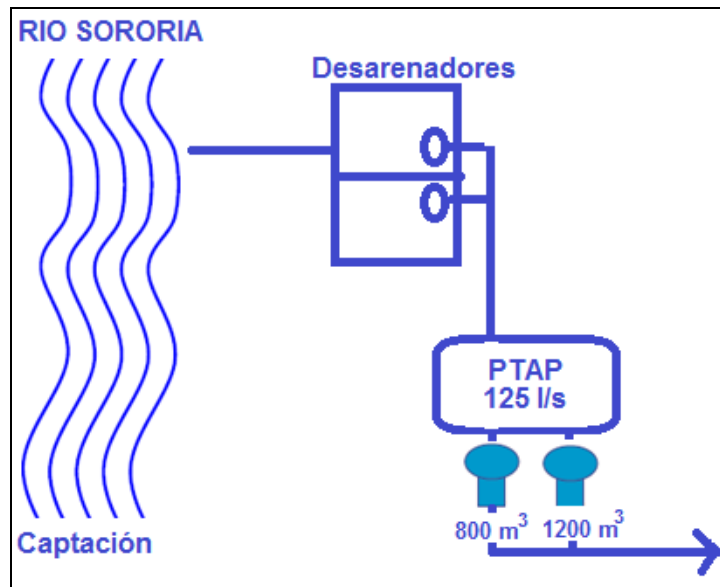 RIO SORORIA
Desarenadores
PTAP
125 l/s
800 m³ 1200 m³
Captación